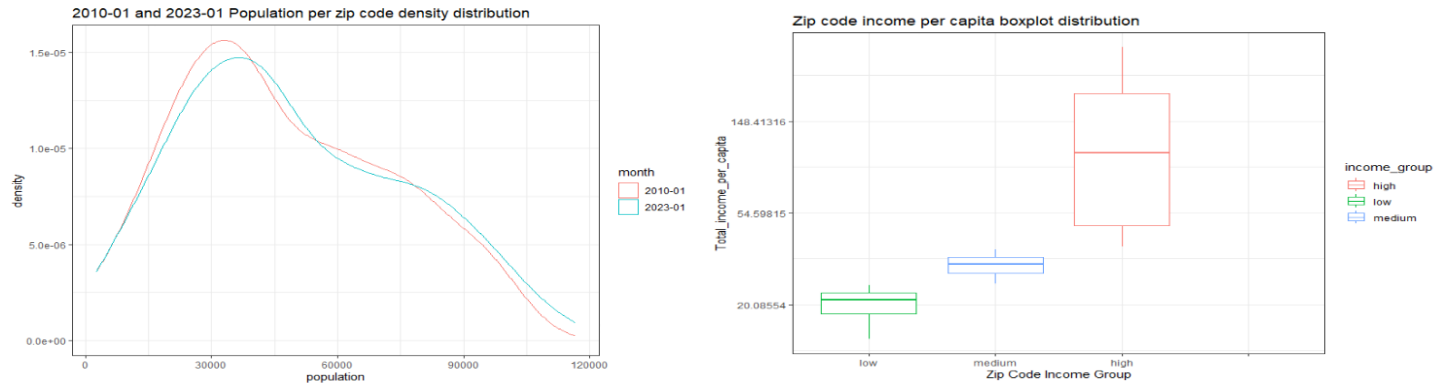 2010-01 and 2023-01 Population per zip code density distribution
1.5e-05
1.0e-05
5.0e-06
0.0e+00
density
0 30000 60000 90000 120000
population
month
2010-01
2023-01
Zip code income per capita boxplot distribution
148.41316
54.59815
20.08554
Total_income_per_capita
low medium high
Zip Code Income Group
income_group
high
low
medium